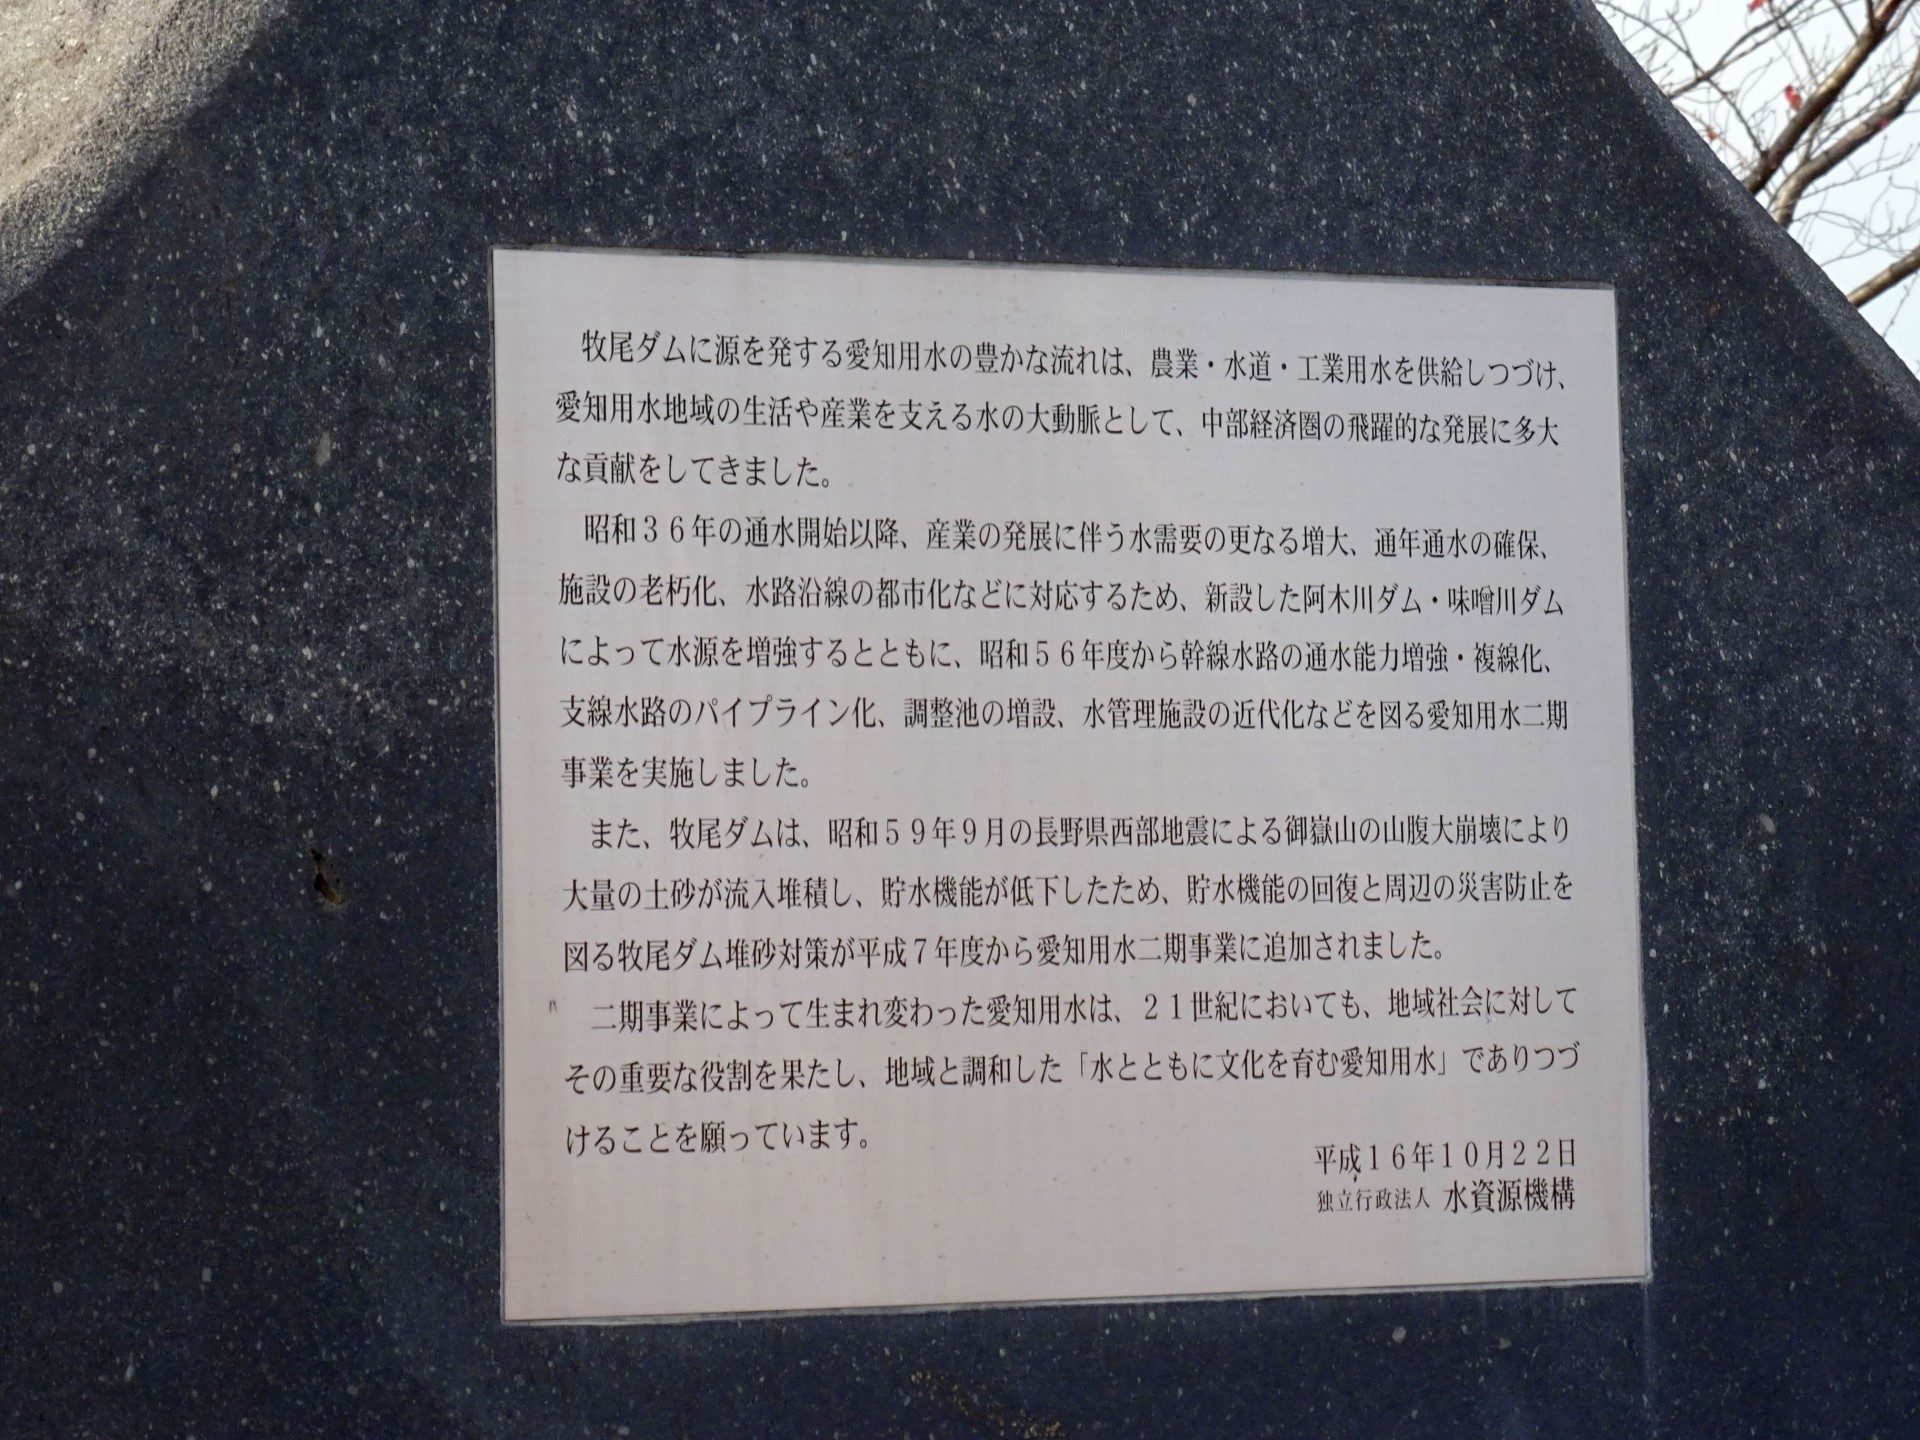 牧尾ダムに源を発する愛知用水の豊かな流れは、農業・水道・工業用水を供給しつづけ、
愛知用水地域の生活や産業を支える水の大動脈として、中部経済圏の飛躍的な発展に多大
な貢献をしてきました。
昭和３６年の通水開始以降、産業の発展に伴う水需要の更なる増大、通年通水の確保、
施設の老朽化、水路沿線の都市化などに対応するため、新設した阿木川ダム・味噌川ダム
によって水源を増強するとともに、昭和５６年度から幹線水路の通水能力増強・複線化、
支線水路のパイプライン化、調整池の増設、水管理施設の近代化などを図る愛知用水二期
事業を実施しました。
また、牧尾ダムは、昭和５９年９月の長野県西部地震による御嶽山の山腹大崩壊により
大量の土砂が流入堆積し、貯水機能が低下したため、貯水機能の回復と周辺の災害防止を
図る牧尾ダム堆砂対策が平成７年度から愛知用水二期事業に追加されました。
二期事業によって生まれ変わった愛知用水は、２１世紀においても、地域社会に対して
その重要な役割を果たし、地域と調和した「水とともに文化を育む愛知用水」でありつづ
けることを願っています。
平成１６年１０月２２日
独立行政法人 水資源機構